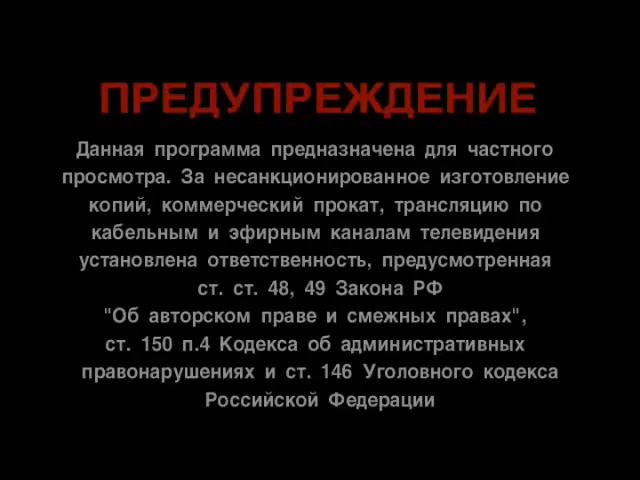 ПРЕДУПРЕЖДЕНИЕ
Данная программа предназначена для частного
просмотра. За несанкционированное изготовление
копий, коммерческий прокат, трансляцию по
кабельным и эфирным каналам телевидения
установлена ответственность, предусмотренная
ст. ст. 48, 49 Закона РФ
"Об авторском праве и смежных правах",
ст. 150 п.4 Кодекса об административных
правонарушениях и ст. 146 Уголовного кодекса
Российской Федерации